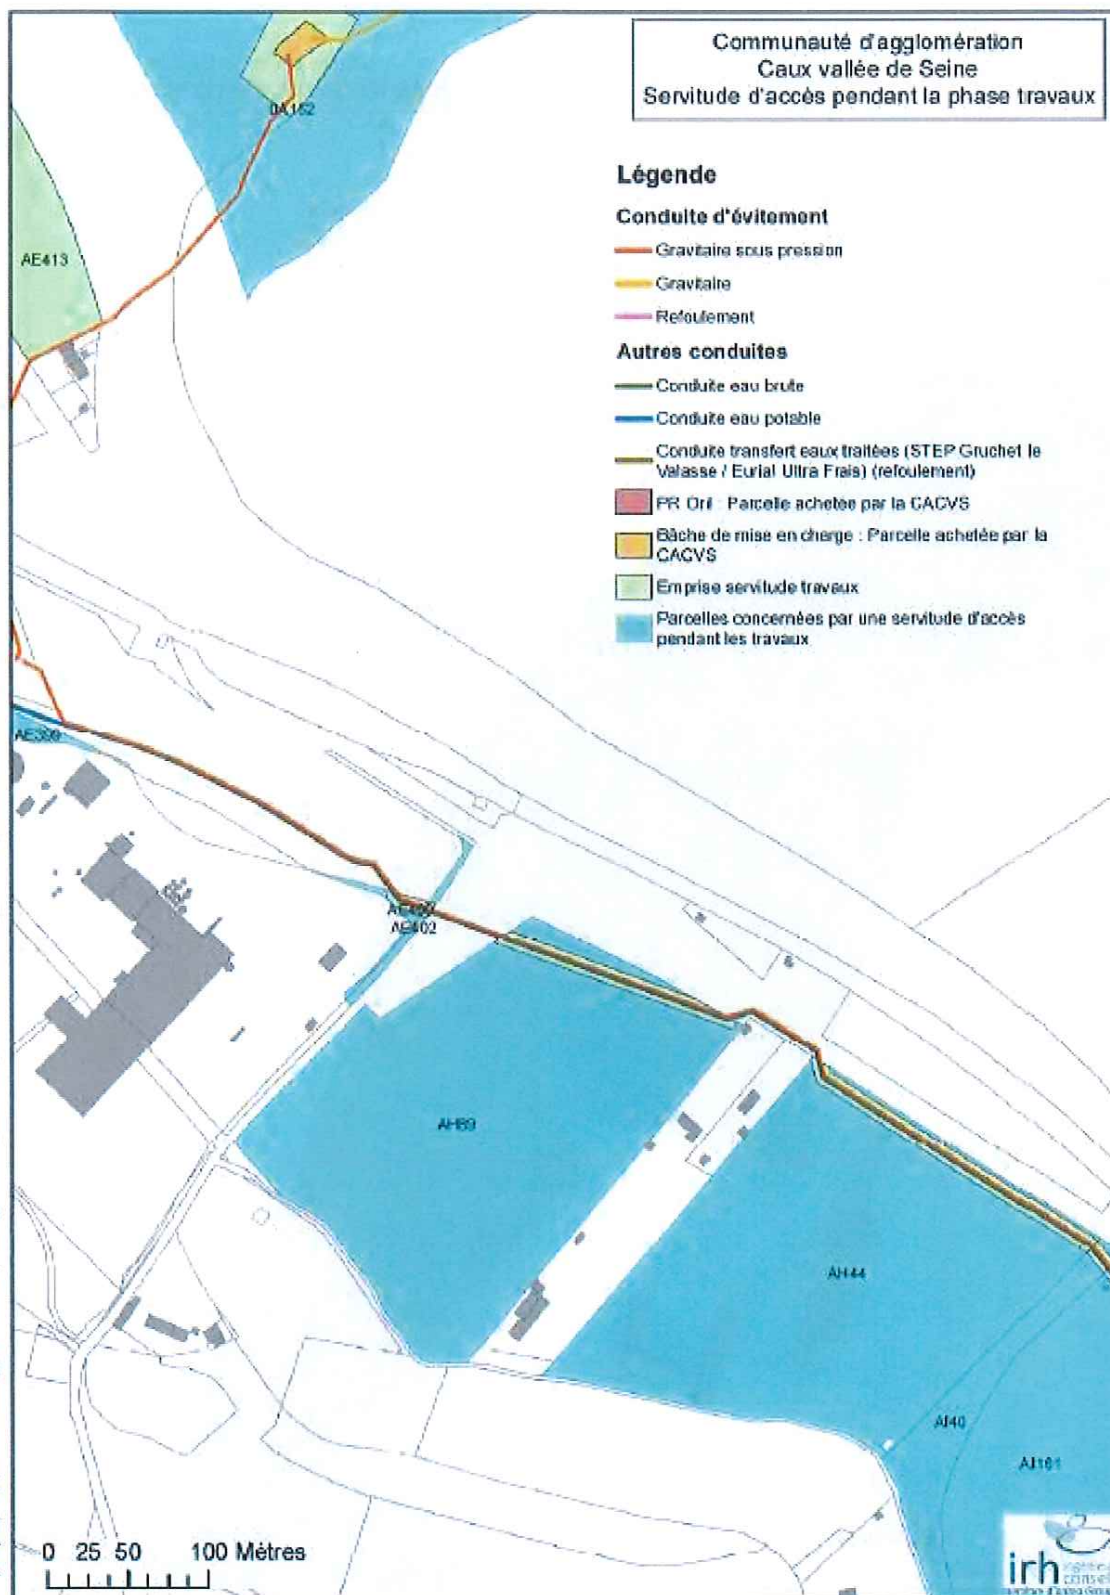 Communauté d'agglomération
Caux vallée de Seine
Servitude d'accès pendant la phase travaux
Légende
Conduite d'évitement
Gravitaire sous pression
Gravitaire
Refoulement
Autres conduites
Conduite eau brute
Conduite eau potable
Conduite transfert eaux traitées (STEP Gruchet le
Valasse / Eurial Ultra Frais) (refoulement)
PR Oril : Parcelle achetée par la CACVS
Bâche de mise en charge : Parcelle achetée par la
CACVS
Emprise servitude travaux
Parcelles concernées par une servitude d'accès
pendant les travaux
0A152
AE413
AE399
AE402
AH89
AH44
AI40
AI161
0 25 50 100 Mètres
irh